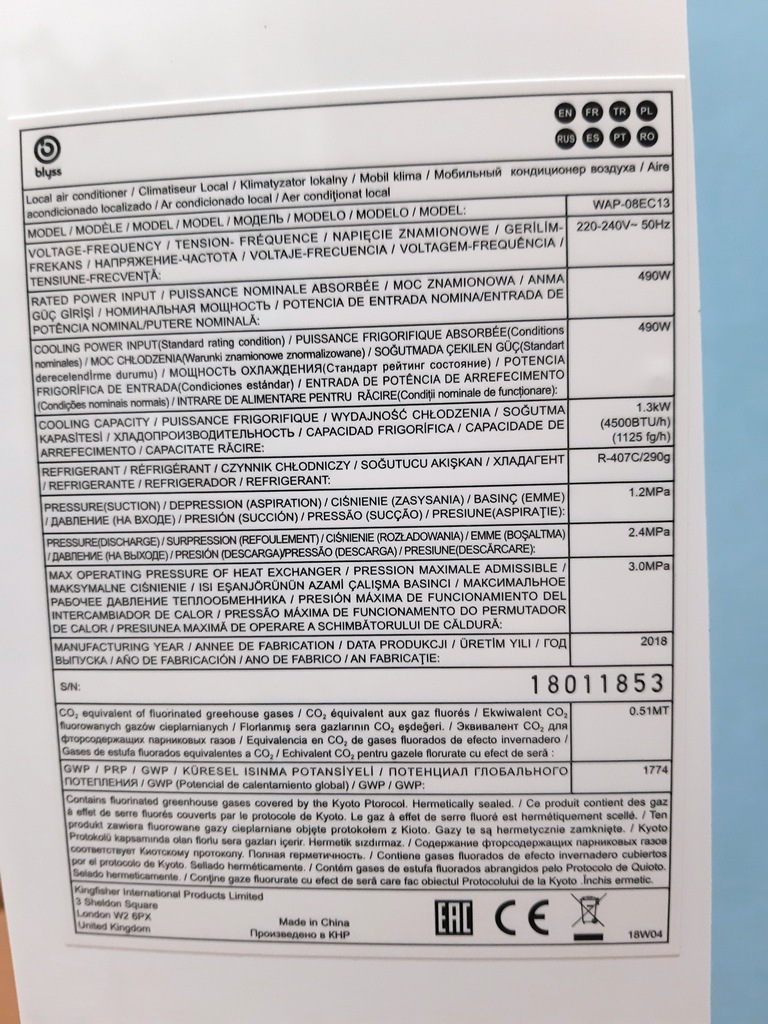 EN FR TR PL
RUS ES PT RO
blyss
Local air conditioner / Climatiseur Local / Klimatyzator lokalny / Mobil klima / Мобильный кондиционер воздуха / Aire
acondicionado localizado / Ar condicionado local / Aer condiţionat local
MODEL / MODÈLE / MODEL / MODEL / МОДЕЛЬ / MODELO / MODELO / MODEL:
WAP-08EC13
VOLTAGE-FREQUENCY / TENSION- FRÉQUENCE / NAPIĘCIE ZNAMIONOWE / GERİLİM-
FREKANS / НАПРЯЖЕНИЕ-ЧАСТОТА / VOLTAJE-FRECUENCIA / VOLTAGEM-FREQUÊNCIA /
TENSIUNE-FRECVENŢĂ:
220-240V~ 50Hz
RATED POWER INPUT / PUISSANCE NOMINALE ABSORBÉE / MOC ZNAMIONOWA / ANMA
GÜÇ GİRİŞİ / НОМИНАЛЬНАЯ МОЩНОСТЬ / POTENCIA DE ENTRADA NOMINA/ENTRADA DE
POTÊNCIA NOMINAL/PUTERE NOMINALĂ:
490W
COOLING POWER INPUT(Standard rating condition) / PUISSANCE FRIGORIFIQUE ABSORBÉE(Conditions
nominales) / MOC CHŁODZENIA(Warunki znamionowe znormalizowane) / SOĞUTMADA ÇEKILEN GÜÇ(Standart
derecelendirme durumu) / МОЩНОСТЬ ОХЛАЖДЕНИЯ(Стандарт рейтинг состояние) / POTENCIA
FRIGORÍFICA DE ENTRADA(Condiciones estándar) / ENTRADA DE POTÊNCIA DE ARREFECIMENTO
(Condições nominais normais) / INTRARE DE ALIMENTARE PENTRU RĂCIRE(Condiţii nominale de funcţionare):
490W
COOLING CAPACITY / PUISSANCE FRIGORIFIQUE / WYDAJNOŚĆ CHŁODZENIA / SOĞUTMA
KAPASİTESİ / ХЛАДОПРОИЗВОДИТЕЛЬНОСТЬ / CAPACIDAD FRIGORÍFICA / CAPACIDADE DE
ARREFECIMENTO / CAPACITATE RĂCIRE:
1.3kW
(4500BTU/h)
(1125 fg/h)
REFRIGERANT / RÉFRIGÉRANT / CZYNNIK CHŁODNICZY / SOĞUTUCU AKIŞKAN / ХЛАДАГЕНТ
/ REFRIGERANTE / REFRIGERADOR / REFRIGERANT:
R-407C/290g
PRESSURE(SUCTION) / DEPRESSION (ASPIRATION) / CIŚNIENIE (ZASYSANIA) / BASINÇ (EMME)
/ ДАВЛЕНИЕ (НА ВХОДЕ) / PRESIÓN (SUCCIÓN) / PRESSÃO (SUCÇÃO) / PRESIUNE(ASPIRAŢIE):
1.2MPa
PRESSURE(DISCHARGE) / SURPRESSION (REFOULEMENT) / CIŚNIENIE (ROZŁADOWANIA) / EMME (BOŞALTMA)
/ ДАВЛЕНИЕ (НА ВЫХОДЕ) / PRESIÓN (DESCARGA)/PRESSÃO (DESCARGA) / PRESIUNE(DESCĂRCARE):
2.4MPa
MAX OPERATING PRESSURE OF HEAT EXCHANGER / PRESSION MAXIMALE ADMISSIBLE /
MAKSYMALNE CIŚNIENIE / ISI EŞANJÖRÜNÜN AZAMİ ÇALIŞMA BASINCI / МАКСИМАЛЬНОЕ
РАБОЧЕЕ ДАВЛЕНИЕ ТЕПЛООБМЕННИКА / PRESIÓN MÁXIMA DE FUNCIONAMIENTO DEL
INTERCAMBIADOR DE CALOR / PRESSÃO MÁXIMA DE FUNCIONAMENTO DO PERMUTADOR
DE CALOR / PRESIUNEA MAXIMĂ DE OPERARE A SCHIMBĂTORULUI DE CĂLDURĂ:
3.0MPa
MANUFACTURING YEAR / ANNEE DE FABRICATION / DATA PRODUKCJI / ÜRETİM YILI / ГОД
ВЫПУСКА / AÑO DE FABRICACIÓN / ANO DE FABRICO / AN FABRICAŢIE:
2018
S/N:
18011853
CO₂ equivalent of fluorinated greehouse gases / CO₂ équivalent aux gaz fluorés / Ekwiwalent CO₂
fluorowanych gazów cieplarnianych / Florlanmış sera gazlarının CO₂ eşdeğeri. / Эквивалент CO₂ для
фторсодержащих парниковых газов / Equivalencia en CO₂ de gases fluorados de efecto invernadero /
Gases de estufa fluorados equivalentes a CO₂ / Echivalent CO₂ pentru gazele florurate cu efect de seră :
0.51MT
GWP / PRP / GWP / KÜRESEL ISINMA POTANSİYELİ / ПОТЕНЦИАЛ ГЛОБАЛЬНОГО
ПОТЕПЛЕНИЯ / GWP (Potencial de calentamiento global) / GWP / GWP:
1774
Contains fluorinated greenhouse gases covered by the Kyoto Ptorocol. Hermetically sealed. / Ce produit contient des gaz
à effet de serre fluorés couverts par le protocole de Kyoto. Le gaz à effet de serre fluoré est hermétiquement scellé. / Ten
produkt zawiera fluorowane gazy cieplarniane objęte protokołem z Kioto. Gazy te są hermetycznie zamknięte. / Kyoto
Protokolü kapsamında olan florlu sera gazları içerir. Hermetik sızdırmaz. / Содержание фторсодержащих парниковых газов
соответствует Киотскому протоколу. Полная герметичность. / Contiene gases fluorados de efecto invernadero cubiertos
por el protocolo de Kyoto. Sellado herméticamente. / Contém gases de estufa fluorados abrangidos pelo Protocolo de Quioto.
Selado hermeticamente. / Conţine gaze fluorurate cu efect de seră care fac obiectul Protocolului de la Kyoto .Închis ermetic.
Kingfisher International Products Limited
3 Sheldon Square
London W2 6PX
United Kingdom
Made in China
Произведено в КНР
EAC CE
18W04